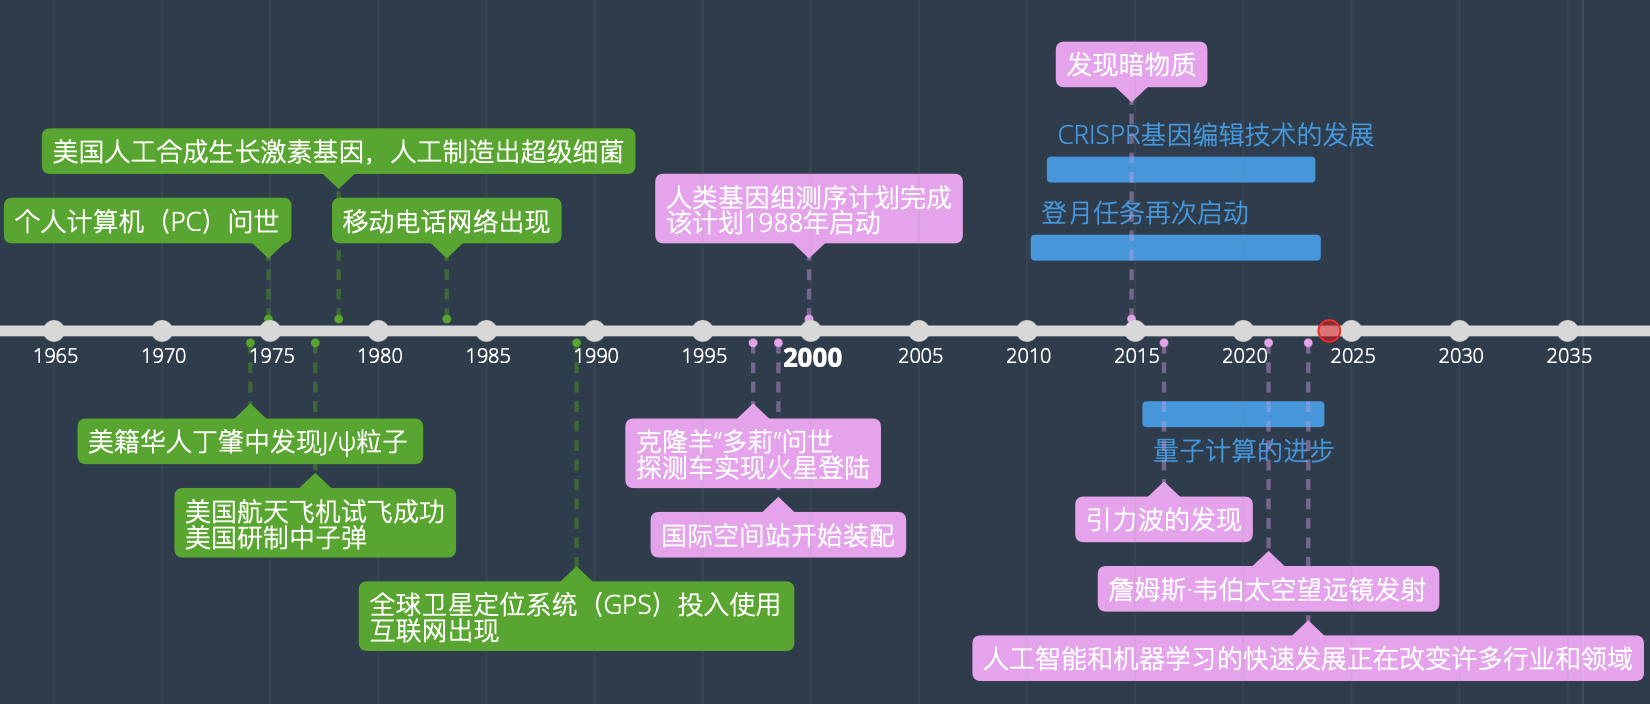 发现暗物质
CRISPR基因编辑技术的发展
美国人工合成生长激素基因，人工制造出超级细菌
登月任务再次启动
个人计算机（PC）问世
移动电话网络出现
人类基因组测序计划完成
该计划1988年启动
1965
1970
1975
1980
1985
1990
1995
2000
2005
2010
2015
2020
2025
2030
2035
美籍华人丁肇中发现J/ψ粒子
克隆羊“多莉”问世
探测车实现火星登陆
量子计算的进步
美国航天飞机试飞成功
美国研制中子弹
国际空间站开始装配
引力波的发现
全球卫星定位系统（GPS）投入使用
互联网出现
詹姆斯·韦伯太空望远镜发射
人工智能和机器学习的快速发展正在改变许多行业和领域